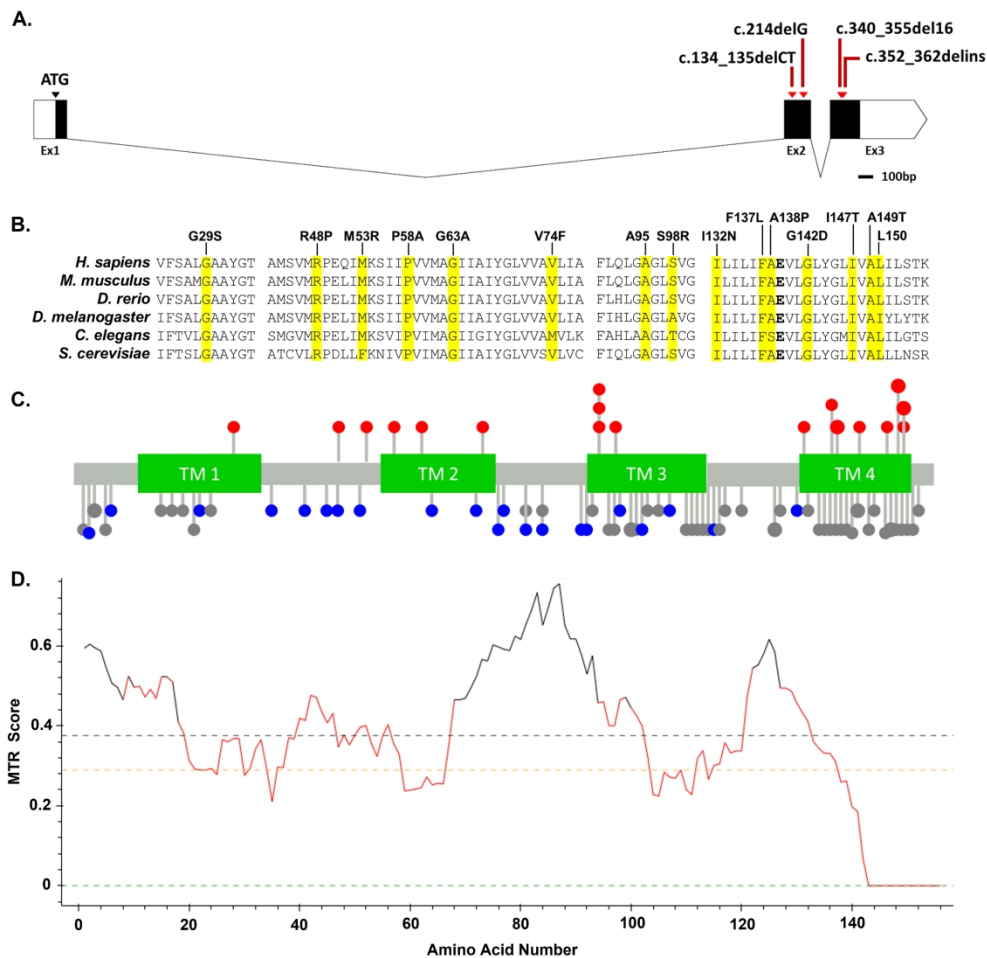 A.
c.214delG c.340_355del16
c.134_135delCT c.352_362delins
ATG
Ex1 Ex2 Ex3
100bp
B.
F137L A138P I147T A149T
G29S R48P M53R P58A G63A V74F A95 S98R I132N G142D L150
H. sapiens VFSALGAAYGT AMSVMRPEQIMKSIIPVVMAGIIAIYGLVVAVLIA FLQLGAGLSVG ILILIFAEVLGLYGLIVALILSTK
M. musculus VFSAMGAAYGT AMSVMRPELIMKSIIPVVMAGIIAIYGLVVAVLIA FLQLGAGLSVG ILILIFAEVLGLYGLIVALILSTK
D. rerio VFSALGAAYGT AMSVMRPELIMKSIIPVVMAGIIAIYGLVVAVLIA FLHLGAGLSVG ILILIFAEVLGLYGLIVALILSTK
D. melanogaster VFSALGAAYGT AMSVMRPELIMKSIIPVVMAGIIAIYGLVVAVLIA FIHLGAGLAVG ILILIFAEVLGLYGLIVAIYLYTK
C. elegans IFTVLGAAYGT SMGVMRPELIMKSIIPVIMAGIIGIYGLVVAMVLK FAHLAAGLTCG ILILIFSEVLGLYGMIVAIILSTK
S. cerevisiae IFTSLGAAYGT ATCVLRPDLLFKNIVPVIMAGIIAIYGLVVSVLVC FIQLGAGLSVG ILILIFAEVLGLYGLIVALLLNSR
C.
TM 1 TM 2 TM 3 TM 4
D.
MTR Score
0.6
0.4
0.2
0
0 20 40 60 80 100 120 140
Amino Acid Number